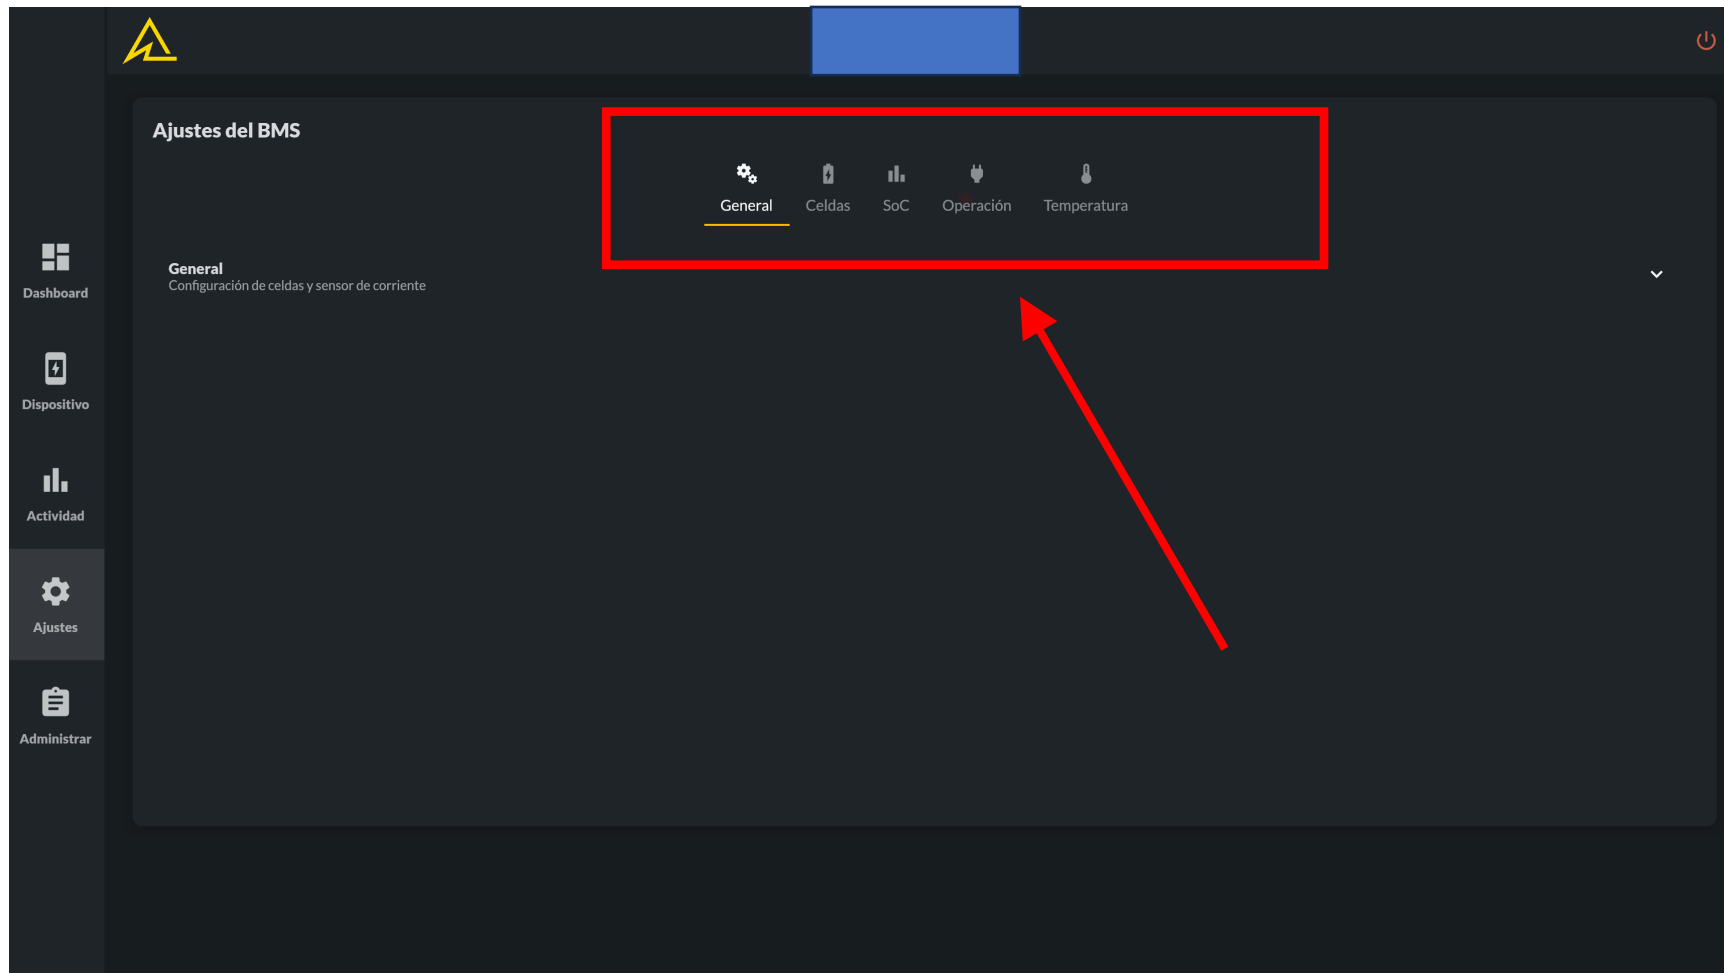 Ajustes del BMS
General
Celdas
SoC
Operación
Temperatura
General
Configuración de celdas y sensor de corriente
Dashboard
Dispositivo
Actividad
Ajustes
Administrar